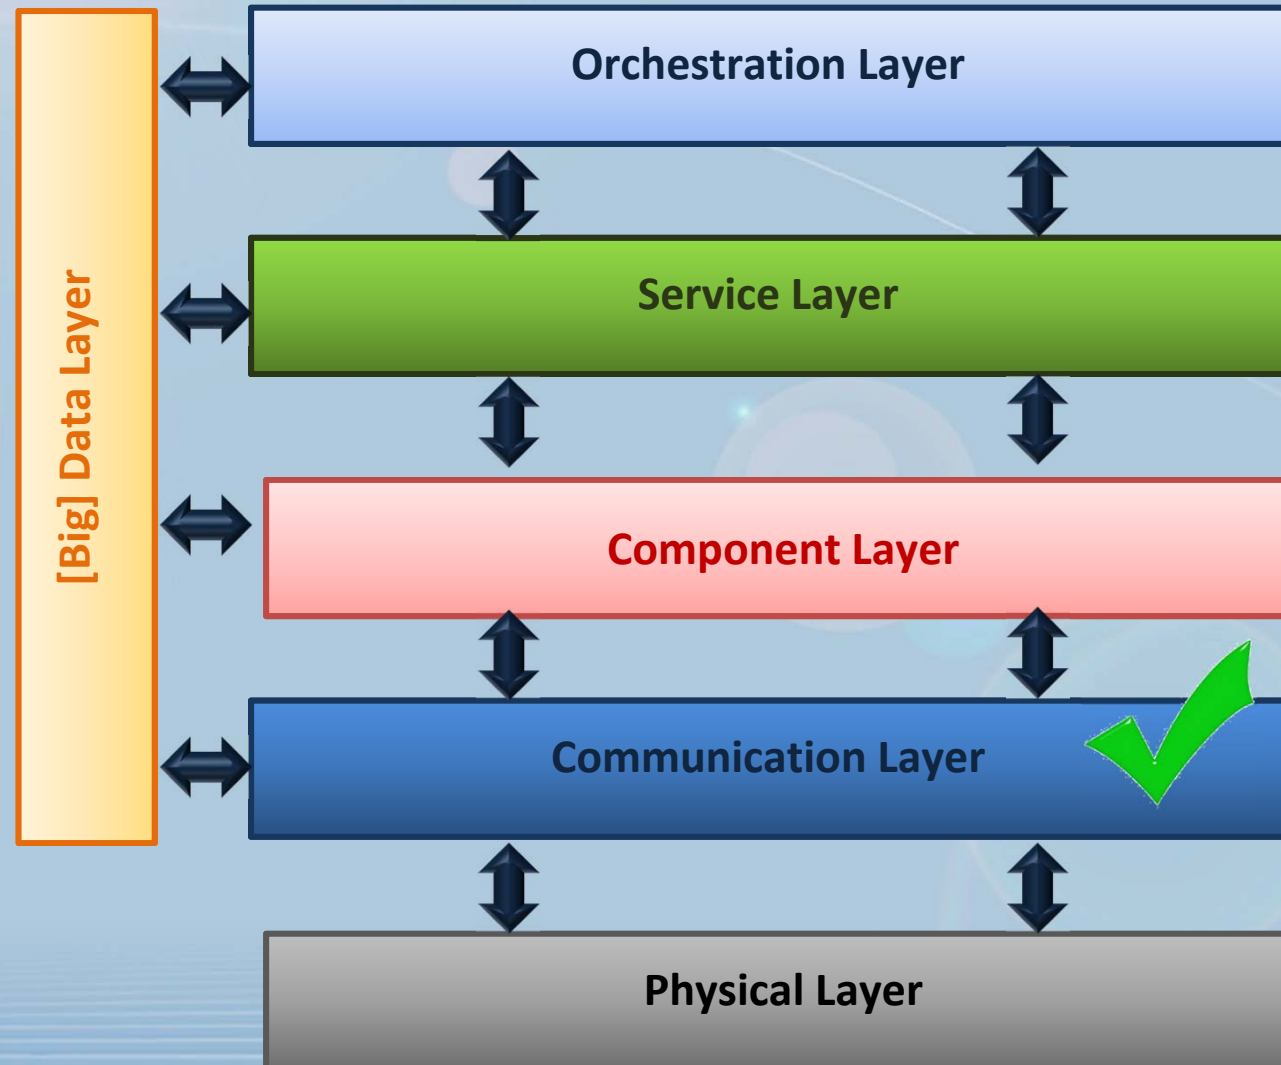 Orchestration Layer
Service Layer
[Big] Data Layer
Component Layer
Communication Layer
Physical Layer